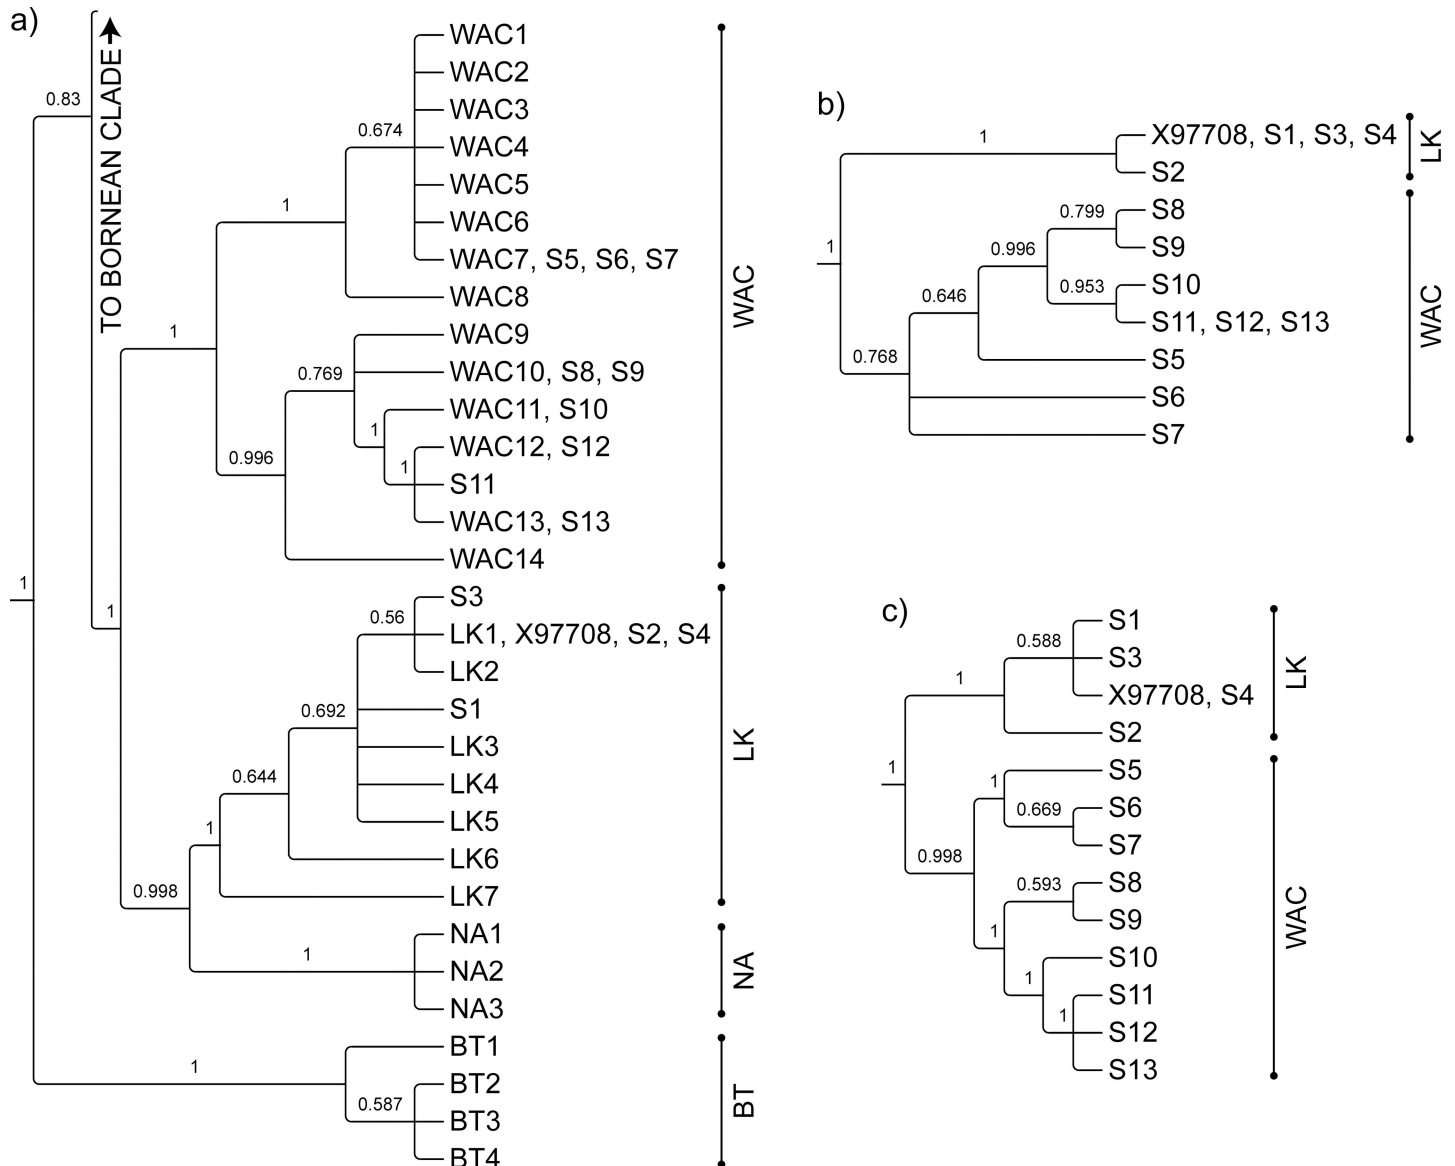 a)
TO BORNEAN CLADE
0.83
1
1
1
1
0.674
0.996
0.769
1
1
0.998
1
0.644
0.692
0.56
1
1
0.587
WAC1
WAC2
WAC3
WAC4
WAC5
WAC6
WAC7, S5, S6, S7
WAC8
WAC9
WAC10, S8, S9
WAC11, S10
WAC12, S12
S11
WAC13, S13
WAC14
S3
LK1, X97708, S2, S4
LK2
S1
LK3
LK4
LK5
LK6
LK7
NA1
NA2
NA3
BT1
BT2
BT3
BT4
WAC
LK
NA
BT
b)
1
1
0.768
0.646
0.996
0.799
0.953
X97708, S1, S3, S4
S2
S8
S9
S10
S11, S12, S13
S5
S6
S7
LK
WAC
c)
1
1
0.588
0.998
1
0.669
1
0.593
1
1
S1
S3
X97708, S4
S2
S5
S6
S7
S8
S9
S10
S11
S12
S13
LK
WAC